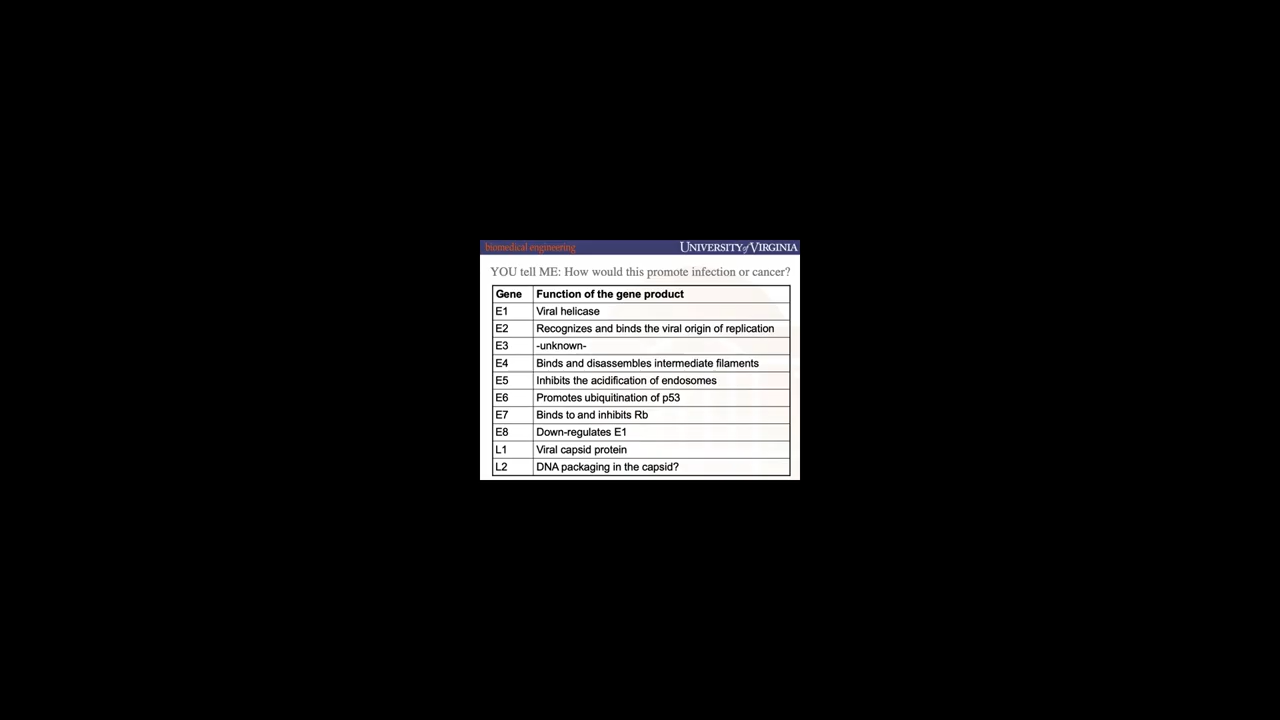 biomedical engineering
UNIVERSITY of VIRGINIA
YOU tell ME: How would this promote infection or cancer?
Gene Function of the gene product
E1 Viral helicase
E2 Recognizes and binds the viral origin of replication
E3 -unknown-
E4 Binds and disassembles intermediate filaments
E5 Inhibits the acidification of endosomes
E6 Promotes ubiquitination of p53
E7 Binds to and inhibits Rb
E8 Down-regulates E1
L1 Viral capsid protein
L2 DNA packaging in the capsid?